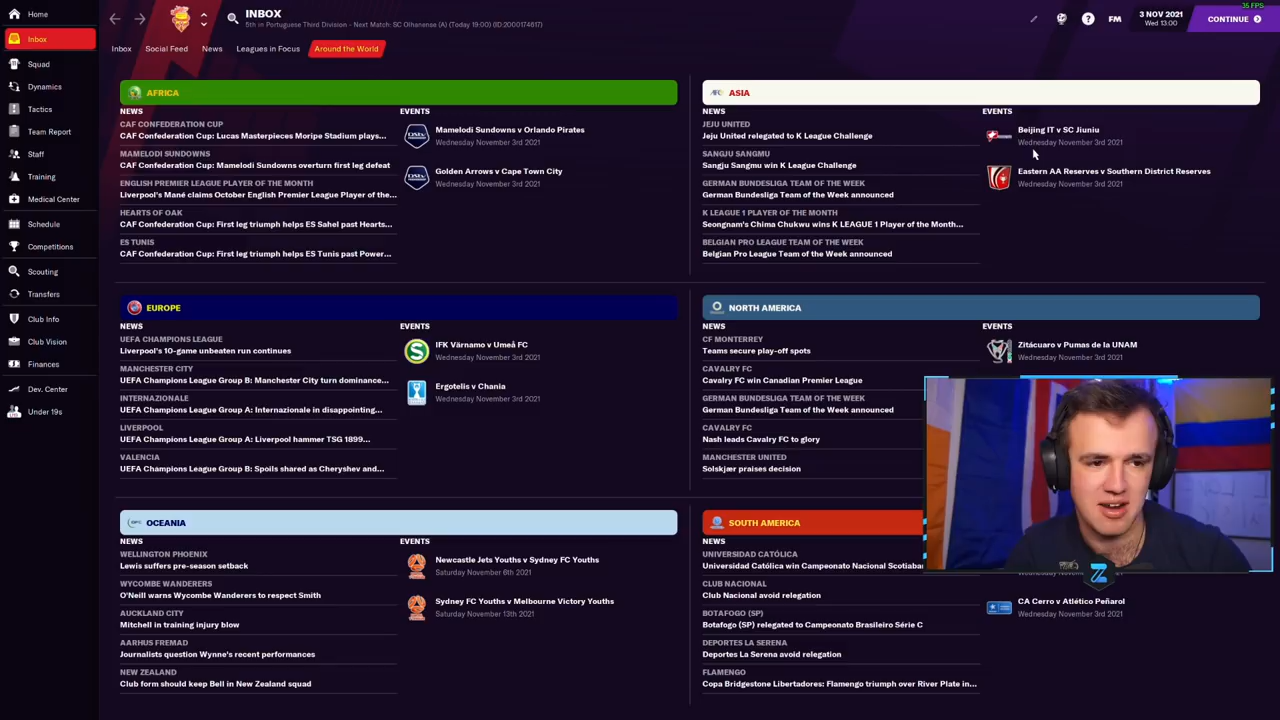 Home
Inbox
Squad
Dynamics
Tactics
Team Report
Staff
Training
Medical Center
Schedule
Competitions
Scouting
Transfers
Club Info
Club Vision
Finances
Dev. Center
Under 19s
INBOX
5th in Portuguese Third Division - Next Match: SC Olhanense (A) (Today 19:00) (ID:2000174617)
FM
3 NOV 2021
Wed 13:00
35 FPS
CONTINUE
Inbox
Social Feed
News
Leagues in Focus
Around the World
AFRICA
NEWS
CAF CONFEDERATION CUP
CAF Confederation Cup: Lucas Masterpieces Moripe Stadium plays...
MAMELODI SUNDOWNS
CAF Confederation Cup: Mamelodi Sundowns overturn first leg defeat
ENGLISH PREMIER LEAGUE PLAYER OF THE MONTH
Liverpool's Mané claims October English Premier League Player of the...
HEARTS OF OAK
CAF Confederation Cup: First leg triumph helps ES Sahel past Hearts...
ES TUNIS
CAF Confederation Cup: First leg triumph helps ES Tunis past Power...
EVENTS
Mamelodi Sundowns v Orlando Pirates
Wednesday November 3rd 2021
Golden Arrows v Cape Town City
Wednesday November 3rd 2021
ASIA
NEWS
JEJU UNITED
Jeju United relegated to K League Challenge
SANGJU SANGMU
Sangju Sangmu win K League Challenge
GERMAN BUNDESLIGA TEAM OF THE WEEK
German Bundesliga Team of the Week announced
K LEAGUE 1 PLAYER OF THE MONTH
Seongnam's Chima Chukwu wins K LEAGUE 1 Player of the Month...
BELGIAN PRO LEAGUE TEAM OF THE WEEK
Belgian Pro League Team of the Week announced
EVENTS
Beijing IT v SC Jiuniu
Wednesday November 3rd 2021
Eastern AA Reserves v Southern District Reserves
Wednesday November 3rd 2021
EUROPE
NEWS
UEFA CHAMPIONS LEAGUE
Liverpool's 10-game unbeaten run continues
MANCHESTER CITY
UEFA Champions League Group B: Manchester City turn dominance...
INTERNAZIONALE
UEFA Champions League Group A: Internazionale in disappointing...
LIVERPOOL
UEFA Champions League Group A: Liverpool hammer TSG 1899...
VALENCIA
UEFA Champions League Group B: Spoils shared as Cheryshev and...
EVENTS
IFK Värnamo v Umeå FC
Wednesday November 3rd 2021
Ergotelis v Chania
Wednesday November 3rd 2021
NORTH AMERICA
NEWS
CF MONTERREY
Teams secure play-off spots
CAVALRY FC
Cavalry FC win Canadian Premier League
GERMAN BUNDESLIGA TEAM OF THE WEEK
German Bundesliga Team of the Week announced
CAVALRY FC
Nash leads Cavalry FC to glory
MANCHESTER UNITED
Solskjær praises decision
EVENTS
Zitácuaro v Pumas de la UNAM
Wednesday November 3rd 2021
OCEANIA
NEWS
WELLINGTON PHOENIX
Lewis suffers pre-season setback
WYCOMBE WANDERERS
O'Neill warns Wycombe Wanderers to respect Smith
AUCKLAND CITY
Mitchell in training injury blow
AARHUS FREMAD
Journalists question Wynne's recent performances
NEW ZEALAND
Club form should keep Bell in New Zealand squad
EVENTS
Newcastle Jets Youths v Sydney FC Youths
Saturday November 6th 2021
Sydney FC Youths v Melbourne Victory Youths
Saturday November 13th 2021
SOUTH AMERICA
NEWS
UNIVERSIDAD CATÓLICA
Universidad Católica win Campeonato Nacional Scotiaba
CLUB NACIONAL
Club Nacional avoid relegation
BOTAFOGO (SP)
Botafogo (SP) relegated to Campeonato Brasileiro Série C
DEPORTES LA SERENA
Deportes La Serena avoid relegation
FLAMENGO
Copa Bridgestone Libertadores: Flamengo triumph over River Plate in...
CA Cerro v Atlético Peñarol
Wednesday November 3rd 2021